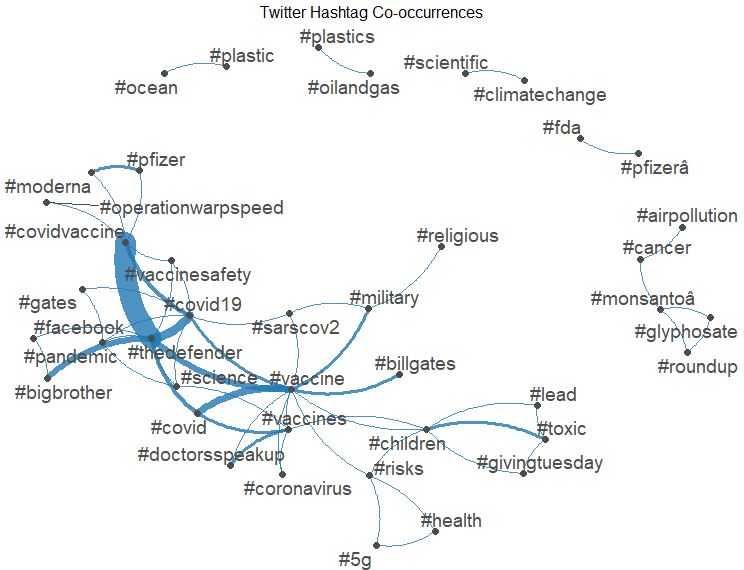 Twitter Hashtag Co-occurrences
#plastics
#plastic
#scientific
#ocean
#oilandgas
#climatechange
#fda
#pfizer
#pfizerâ
#moderna
#operationwarpspeed
#airpollution
#covidvaccine
#religious
#cancer
#vaccinesafety
#gates
#covid19
#military
#monsantoâ
#facebook
#sarscov2
#glyphosate
#pandemic
#thedefender
#roundup
#science
#vaccine
#billgates
#bigbrother
#lead
#covid
#vaccines
#toxic
#children
#doctorsspeakup
#risks
#givingtuesday
#coronavirus
#health
#5g